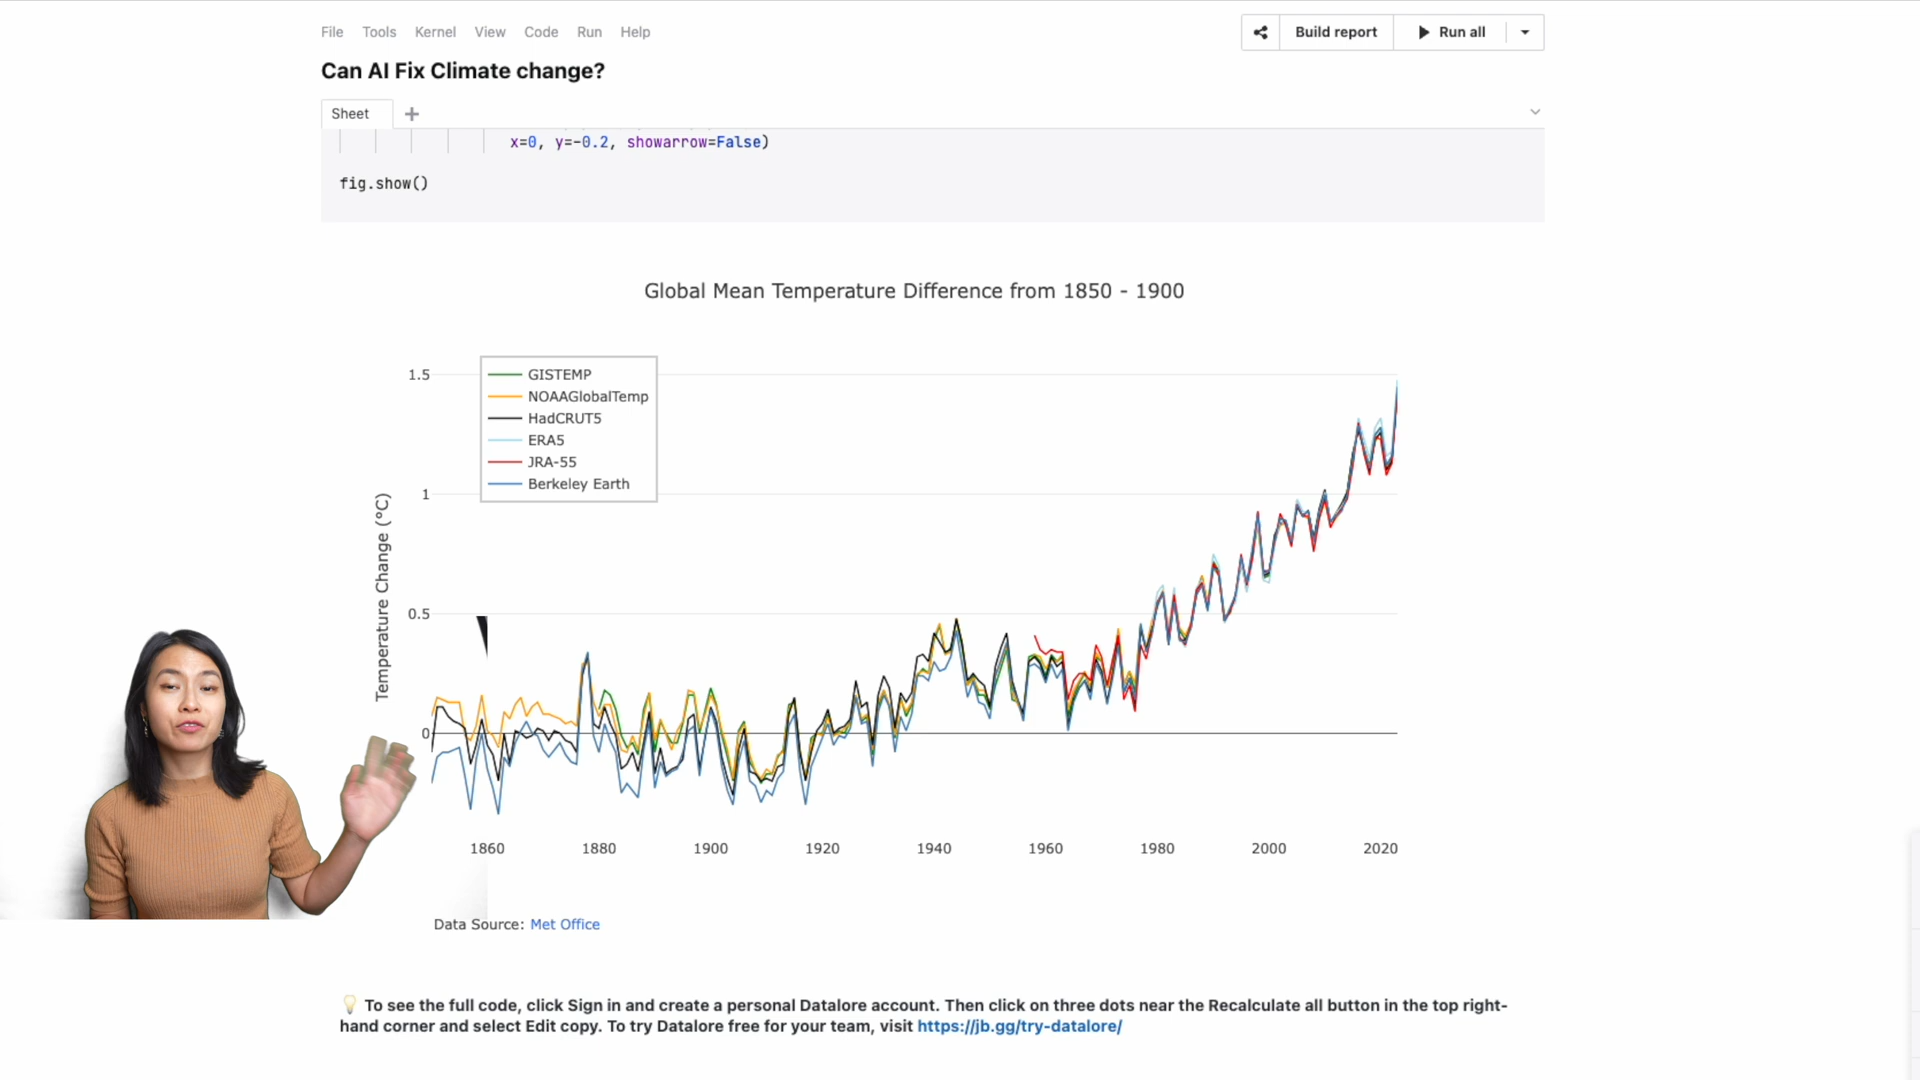 File Tools Kernel View Code Run Help
Build report
Run all
Can AI Fix Climate change?
Sheet
x=0, y=-0.2, showarrow=False)
fig.show()
Global Mean Temperature Difference from 1850 - 1900
Temperature Change (°C)
1.5
1
0.5
0
GISTEMP
NOAAGlobalTemp
HadCRUT5
ERA5
JRA-55
Berkeley Earth
1860 1880 1900 1920 1940 1960 1980 2000 2020
Data Source: Met Office
💡 To see the full code, click Sign in and create a personal Datalore account. Then click on three dots near the Recalculate all button in the top right-
hand corner and select Edit copy. To try Datalore free for your team, visit https://jb.gg/try-datalore/